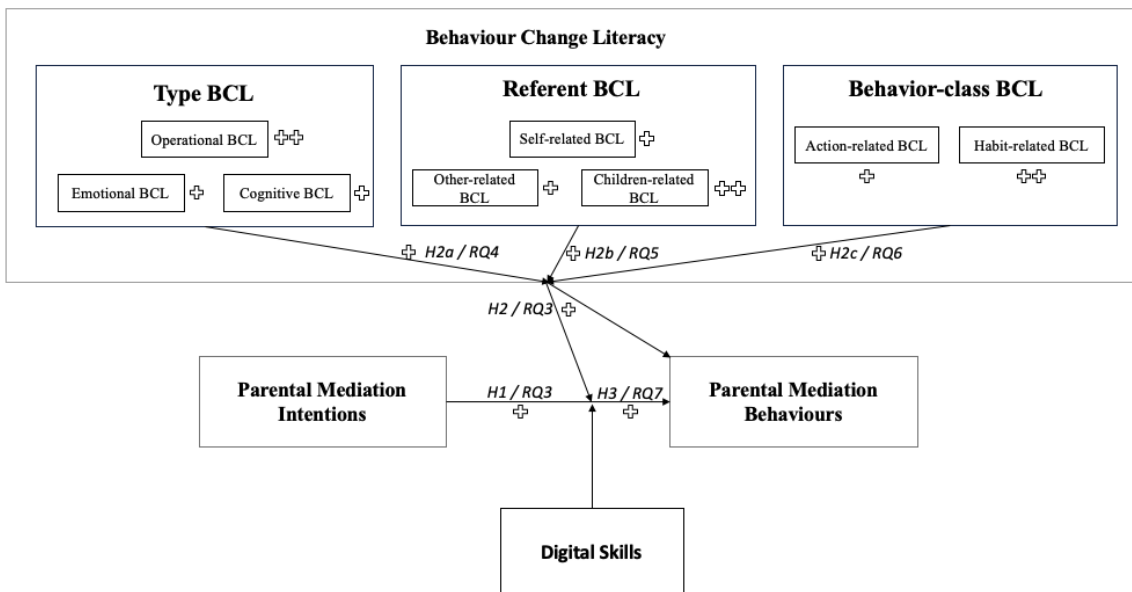 Behaviour Change Literacy
Type BCL
Operational BCL
Emotional BCL
Cognitive BCL
Referent BCL
Self-related BCL
Other-related
BCL
Children-related
BCL
Behavior-class BCL
Action-related BCL
Habit-related BCL
H2a / RQ4
H2b / RQ5
H2c / RQ6
H2 / RQ3
Parental Mediation
Intentions
H1 / RQ3
H3 / RQ7
Parental Mediation
Behaviours
Digital Skills